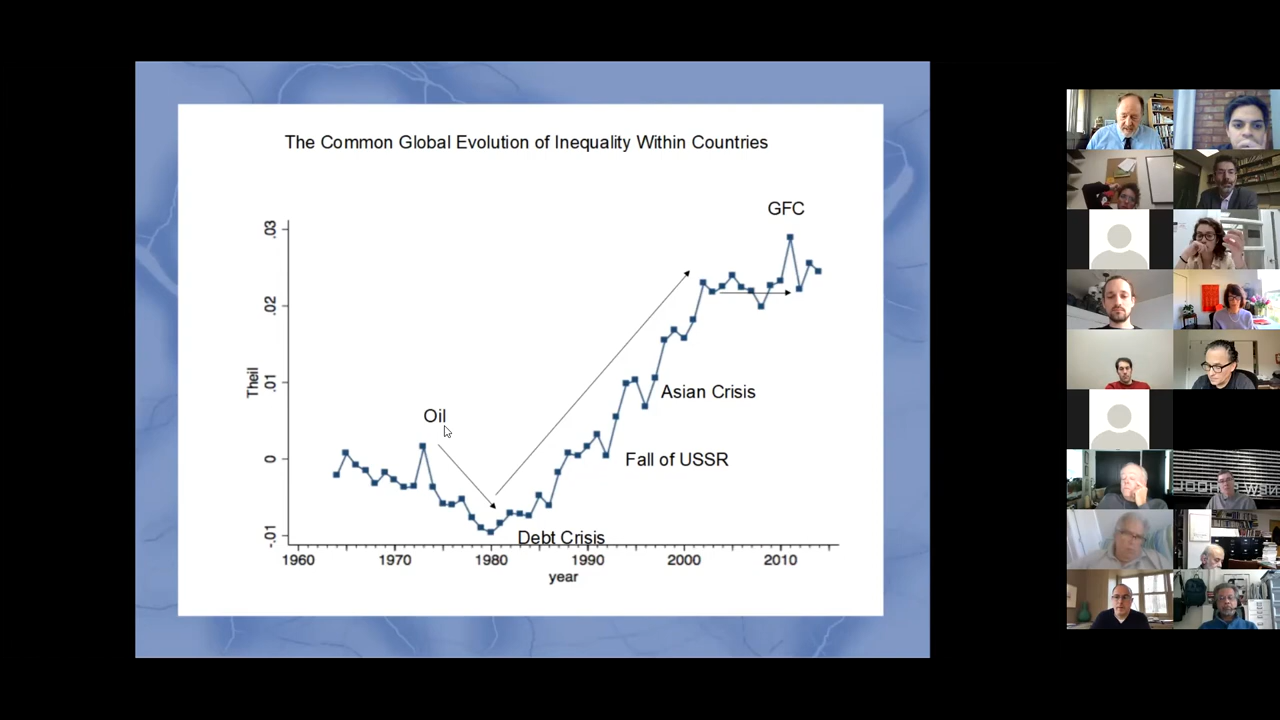 The Common Global Evolution of Inequality Within Countries
GFC
.03
.02
.01
0
-.01
Theil
Oil
Asian Crisis
Fall of USSR
Debt Crisis
1960 1970 1980 1990 2000 2010
year